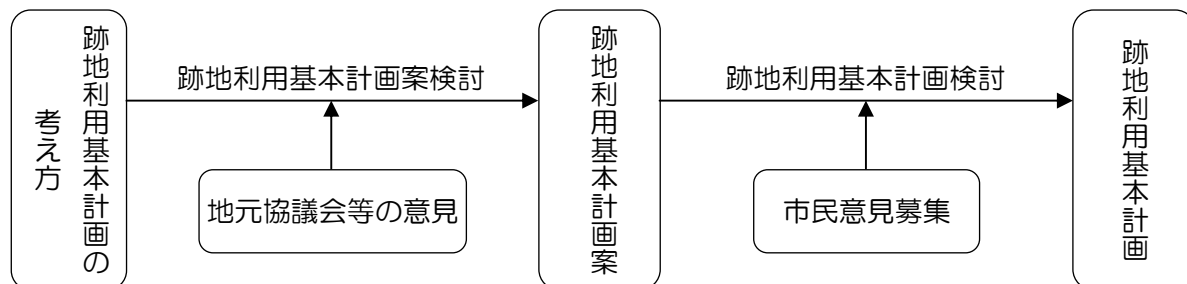 跡地利用基本計画の
考え方
跡地利用基本計画案検討
地元協議会等の意見
跡地利用基本計画案
跡地利用基本計画検討
市民意見募集
跡地利用基本計画